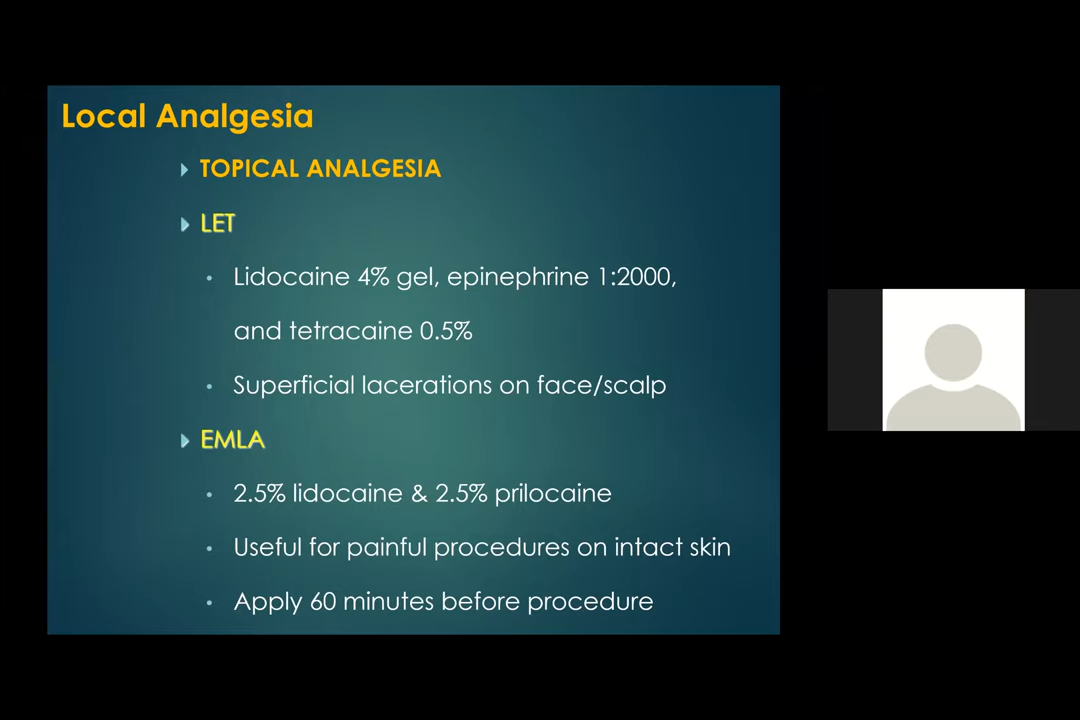 Local Analgesia
TOPICAL ANALGESIA
LET
Lidocaine 4% gel, epinephrine 1:2000,
and tetracaine 0.5%
Superficial lacerations on face/scalp
EMLA
2.5% lidocaine & 2.5% prilocaine
Useful for painful procedures on intact skin
Apply 60 minutes before procedure